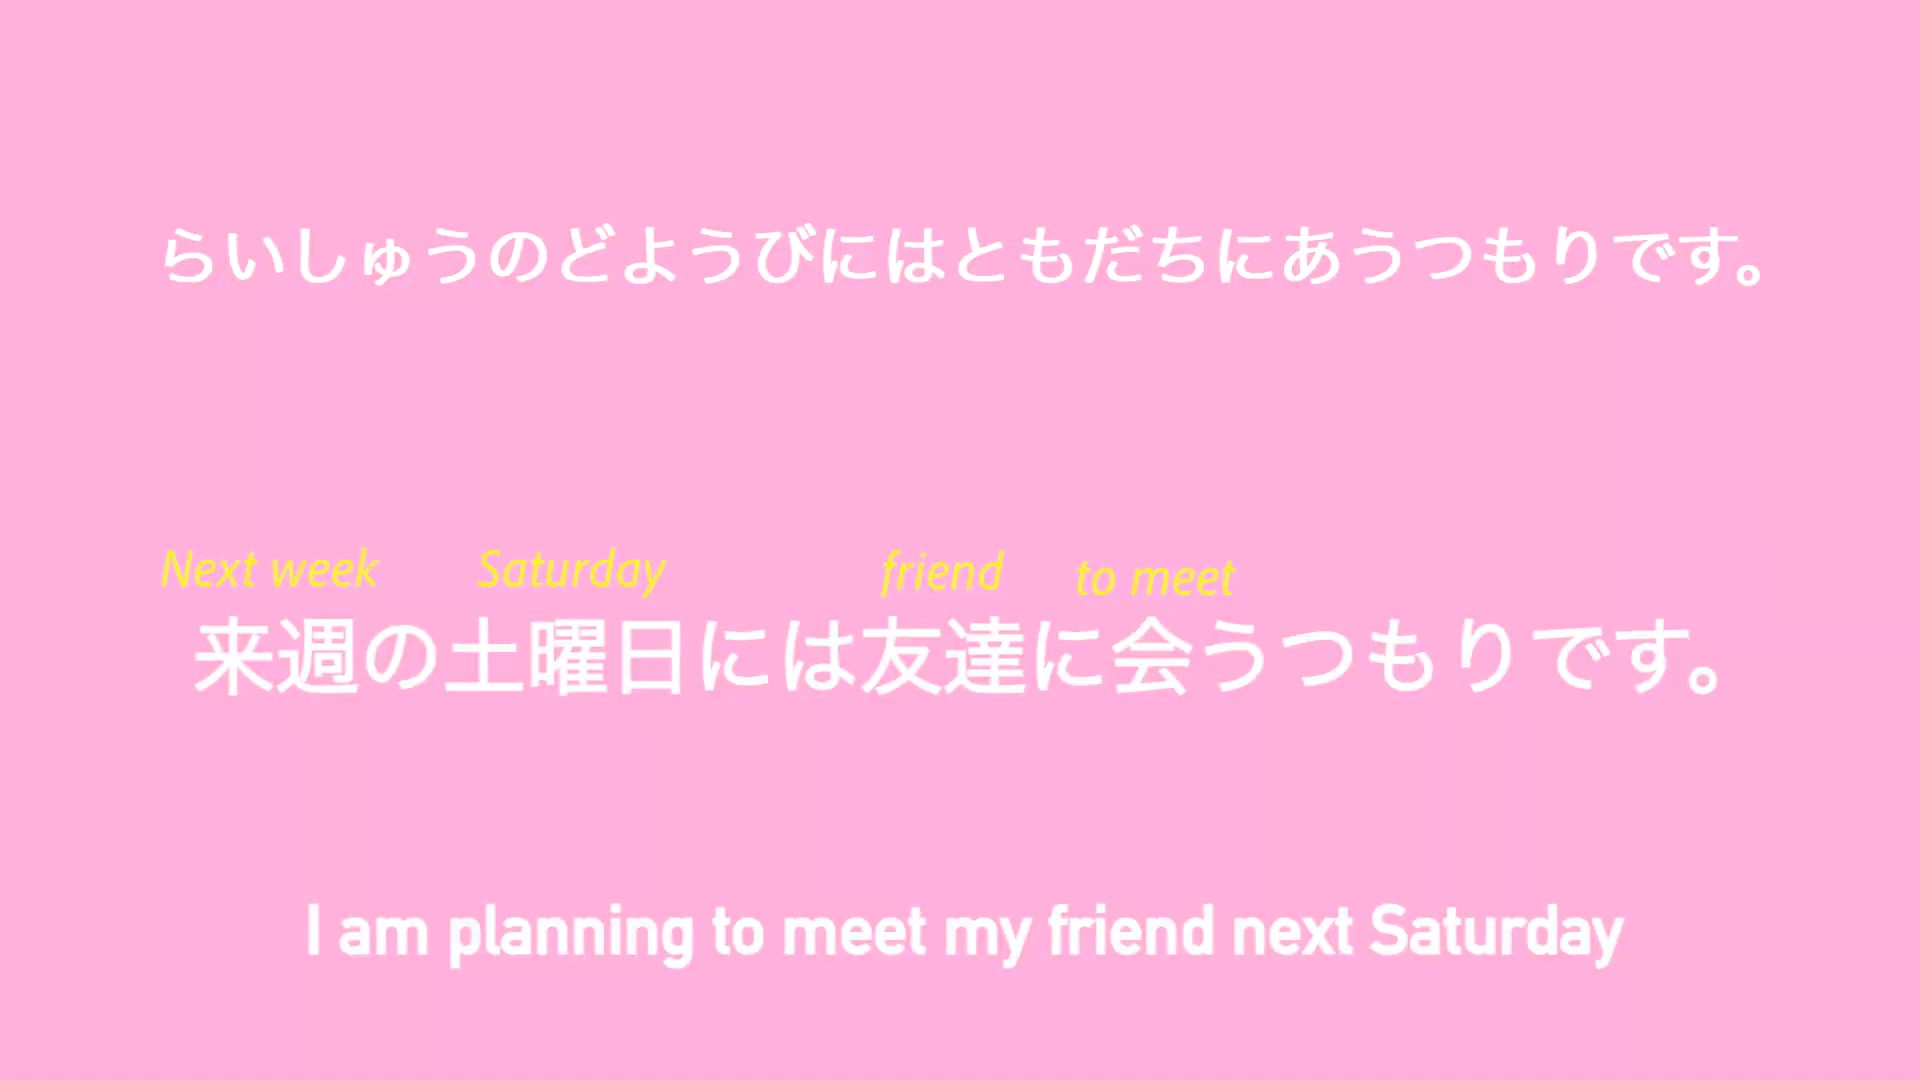 らいしゅうのどようびにはともだちにあうつもりです。
Next week Saturday friend to meet
来週の土曜日には友達に会うつもりです。
I am planning to meet my friend next Saturday